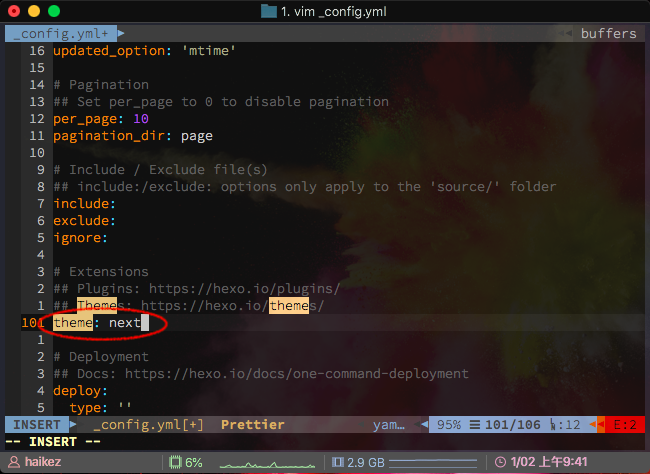 1. vim _config.yml
_config.yml+ buffers
16 updated_option: 'mtime'
15
14 # Pagination
13 ## Set per_page to 0 to disable pagination
12 per_page: 10
11 pagination_dir: page
10
9 # Include / Exclude file(s)
8 ## include:/exclude: options only apply to the 'source/' folder
7 include:
6 exclude:
5 ignore:
4
3 # Extensions
2 ## Plugins: https://hexo.io/plugins/
1 ## Themes: https://hexo.io/themes/
101 theme: next
1
2 # Deployment
3 ## Docs: https://hexo.io/docs/one-command-deployment
4 deploy:
5 type: ''
INSERT _config.yml[+] Prettier yam… 95% ☰ 101/106 :12 E:2
-- INSERT --
haikez 6% 2.9 GB 1/02 上午9:41